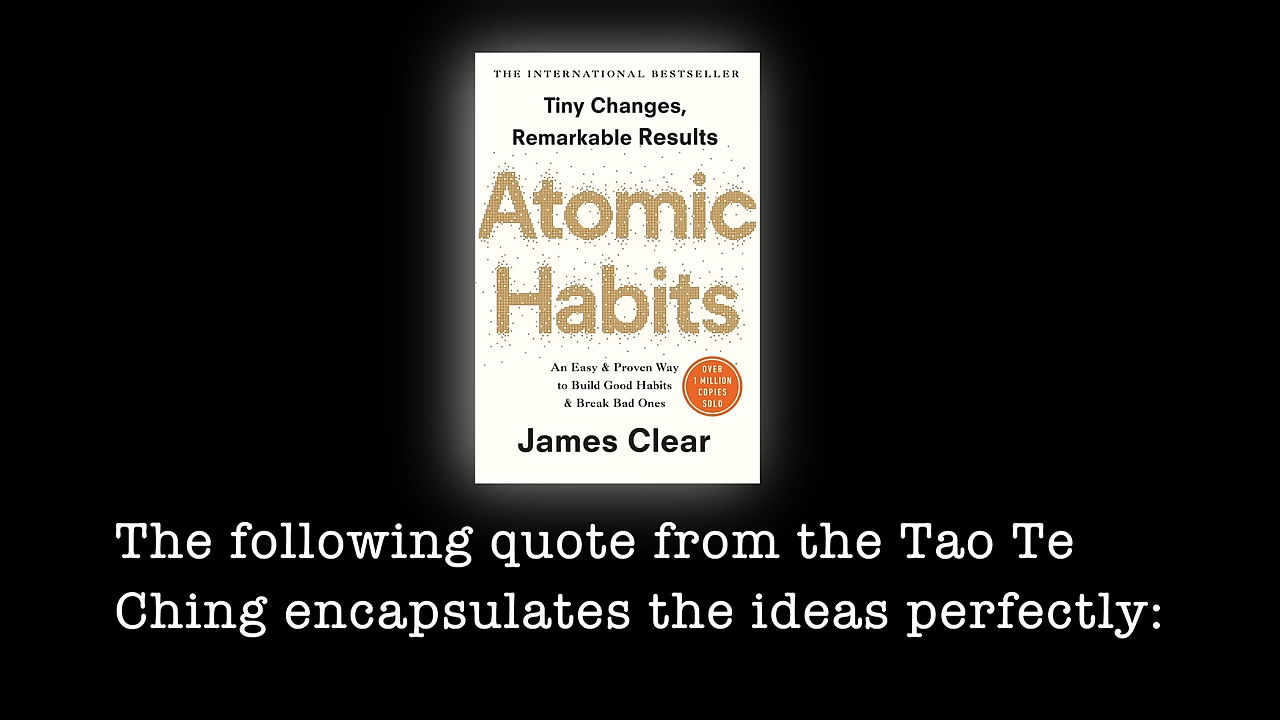 THE INTERNATIONAL BESTSELLER
Tiny Changes,
Remarkable Results
Atomic
Habits
An Easy & Proven Way
to Build Good Habits
& Break Bad Ones
OVER
1 MILLION
COPIES
SOLD
James Clear
The following quote from the Tao Te
Ching encapsulates the ideas perfectly: